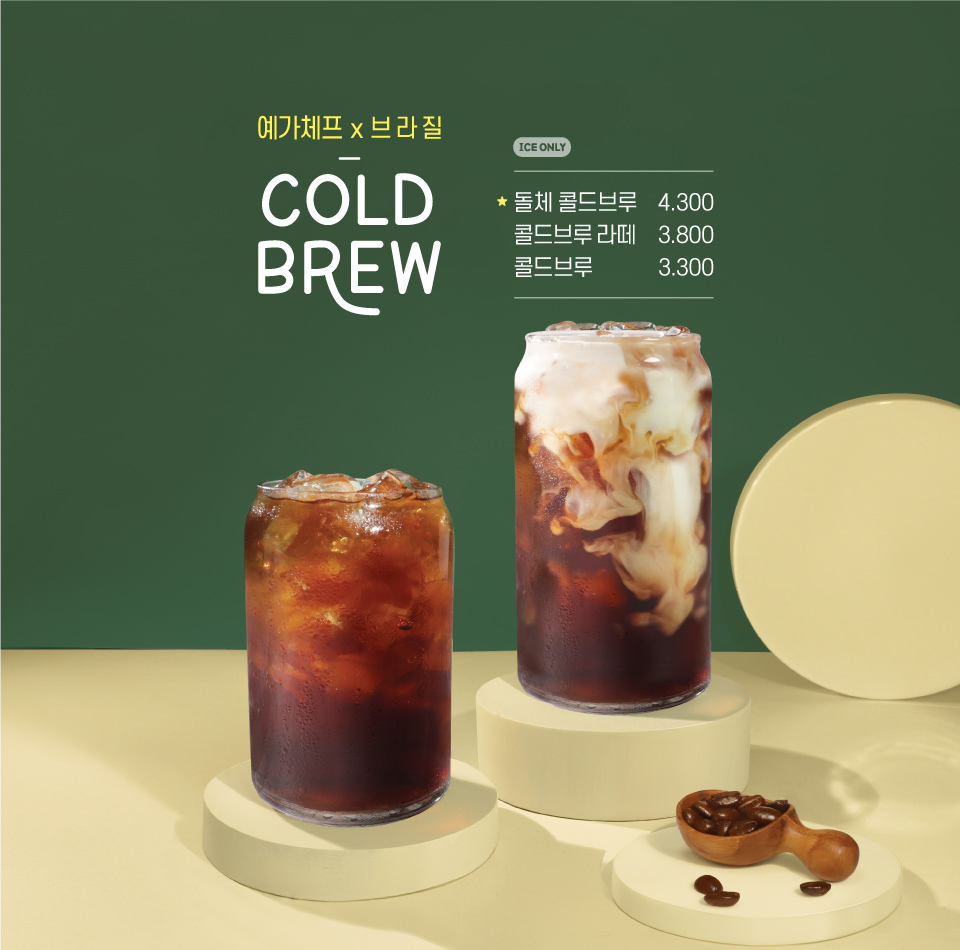 예가체프 x 브라질
COLD
BREW
ICE ONLY
돌체 콜드브루 4.300
콜드브루 라떼 3.800
콜드브루 3.300